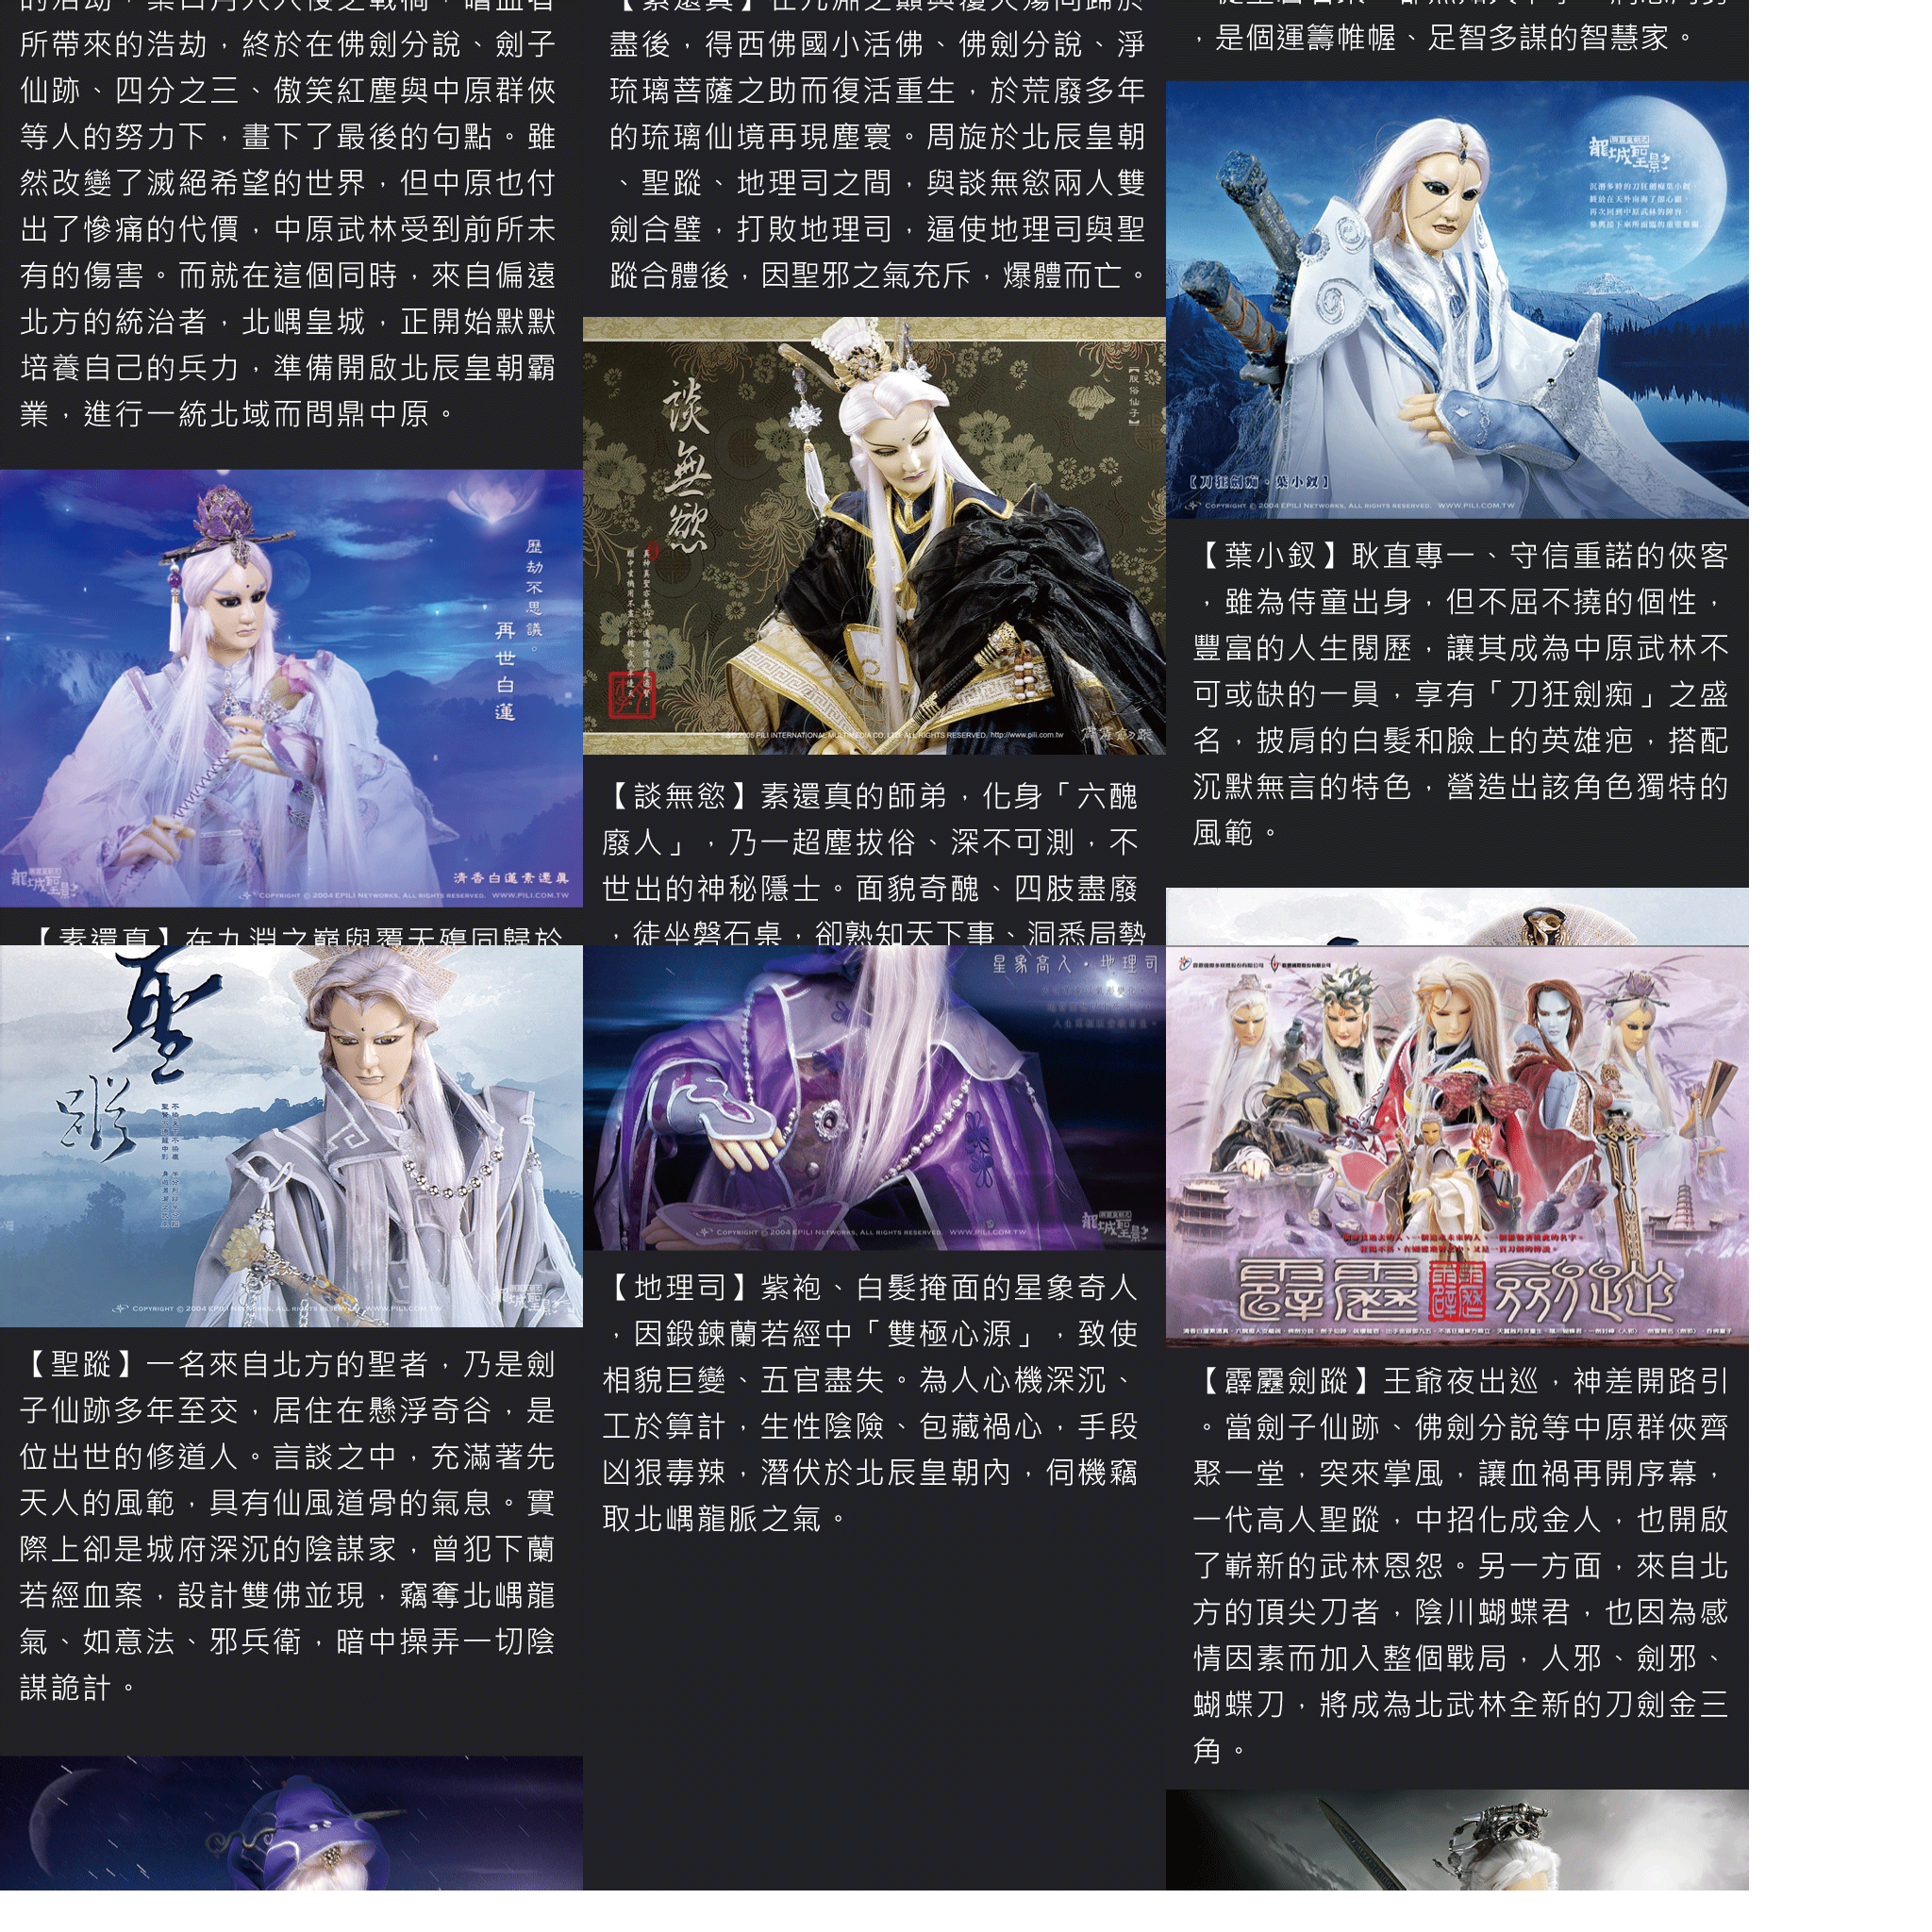 所帶來的浩劫，終於在佛劍分說、劍子
仙跡、四分之三、傲笑紅塵與中原群俠
等人的努力下，畫下了最後的句點。雖
然改變了滅絕希望的世界，但中原也付
出了慘痛的代價，中原武林受到前所未
有的傷害。而就在這個同時，來自偏遠
北方的統治者，北嵎皇城，正開始默默
培養自己的兵力，準備開啟北辰皇朝霸
業，進行一統北域而問鼎中原。
歷劫不思議。
再世白蓮
清香白蓮素還真
龍城聖影
COPYRIGHT © 2004 EPILI NETWORKS, ALL RIGHTS RESERVED. WWW.PILI.COM.TW
【素還真】在九淵之巔與覆天殤同歸於
盡後，得西佛國小活佛、佛劍分說、淨
琉璃菩薩之助而復活重生，於荒廢多年
的琉璃仙境再現塵寰。周旋於北辰皇朝
、聖蹤、地理司之間，與談無慾兩人雙
劍合璧，打敗地理司，逼使地理司與聖
蹤合體後，因聖邪之氣充斥，爆體而亡。
談無慾
【脫俗仙子】
2005 PILI INTERNATIONAL MULTIMEDIA CO., LTD. ALL RIGHTS RESERVED. http://www.pili.com.tw
霹靂劍蹤
【談無慾】素還真的師弟，化身「六醜
廢人」，乃一超塵拔俗、深不可測，不
世出的神秘隱士。面貌奇醜、四肢盡廢
，徒坐磐石桌，卻熟知天下事、洞悉局勢
，是個運籌帷幄、足智多謀的智慧家。
龍城聖影
沉潛多時的刀狂劍痴葉小釵
終於在天外南海了卻心願
再次回到中原武林的陣容
【刀狂劍痴·葉小釵】
COPYRIGHT © 2004 EPILI NETWORKS, ALL RIGHTS RESERVED. WWW.PILI.COM.TW
【葉小釵】耿直專一、守信重諾的俠客
，雖為侍童出身，但不屈不撓的個性，
豐富的人生閱歷，讓其成為中原武林不
可或缺的一員，享有「刀狂劍痴」之盛
名，披肩的白髮和臉上的英雄疤，搭配
沉默無言的特色，營造出該角色獨特的
風範。
聖蹤
COPYRIGHT © 2004 EPILI NETWORKS, ALL RIGHTS RESERVED. WWW.PILI.COM.TW
龍城聖影
【聖蹤】一名來自北方的聖者，乃是劍
子仙跡多年至交，居住在懸浮奇谷，是
位出世的修道人。言談之中，充滿著先
天人的風範，具有仙風道骨的氣息。實
際上卻是城府深沉的陰謀家，曾犯下蘭
若經血案，設計雙佛並現，竊奪北嵎龍
氣、如意法、邪兵衛，暗中操弄一切陰
謀詭計。
星象高人·地理司
COPYRIGHT © 2004 EPILI NETWORKS, ALL RIGHTS RESERVED. WWW.PILI.COM.TW
龍城聖影
【地理司】紫袍、白髮掩面的星象奇人
，因鍛鍊蘭若經中「雙極心源」，致使
相貌巨變、五官盡失。為人心機深沉、
工於算計，生性陰險、包藏禍心，手段
凶狠毒辣，潛伏於北辰皇朝內，伺機竊
取北嵎龍脈之氣。
霹靂劍蹤
【霹靂劍蹤】王爺夜出巡，神差開路引
。當劍子仙跡、佛劍分說等中原群俠齊
聚一堂，突來掌風，讓血禍再開序幕，
一代高人聖蹤，中招化成金人，也開啟
了嶄新的武林恩怨。另一方面，來自北
方的頂尖刀者，陰川蝴蝶君，也因為感
情因素而加入整個戰局，人邪、劍邪、
蝴蝶刀，將成為北武林全新的刀劍金三
角。